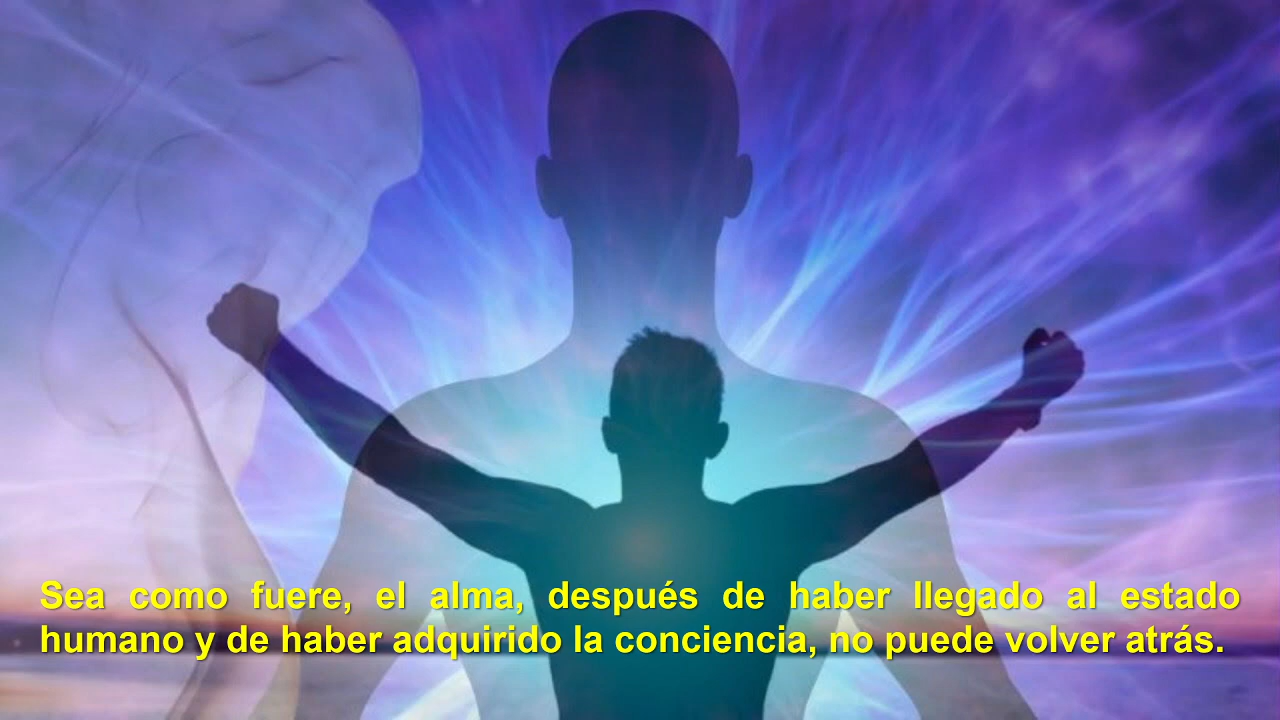 Sea como fuere, el alma, después de haber llegado al estado
humano y de haber adquirido la conciencia, no puede volver atrás.